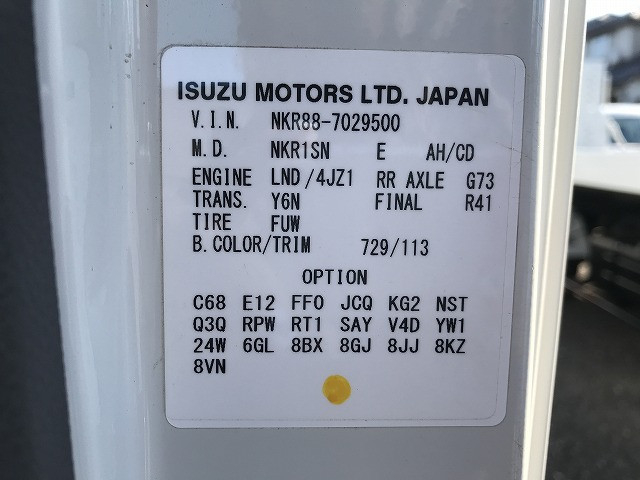 ISUZU MOTORS LTD. JAPAN
V.I.N. NKR88-7029500
M.D. NKR1SN E AH/CD
ENGINE LND/4JZ1 RR AXLE G73
TRANS. Y6N FINAL R41
TIRE FUW
B.COLOR/TRIM 729/113
OPTION
C68 E12 FF0 JCQ KG2 NST
Q3Q RPW RT1 SAY V4D YW1
24W 6GL 8BX 8GJ 8JJ 8KZ
8VN